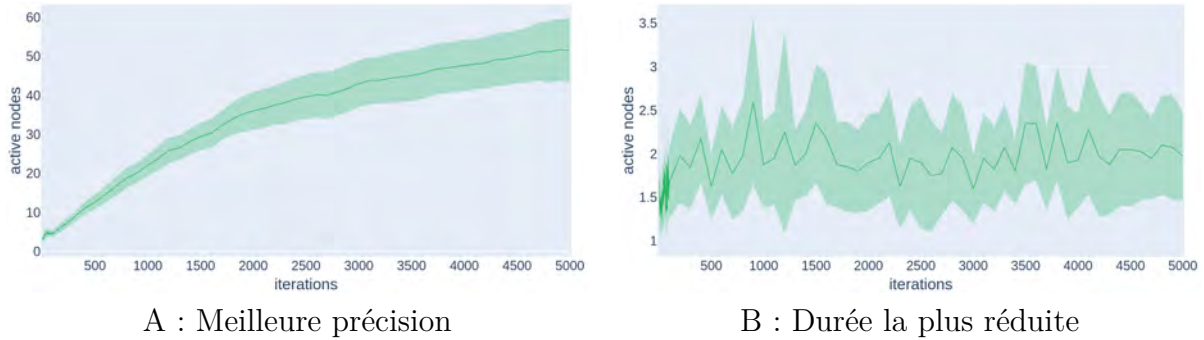 60
50
40
30
20
10
0
active nodes
500 1000 1500 2000 2500 3000 3500 4000 4500 5000
iterations
A : Meilleure précision
3.5
3
2.5
2
1.5
1
active nodes
500 1000 1500 2000 2500 3000 3500 4000 4500 5000
iterations
B : Durée la plus réduite